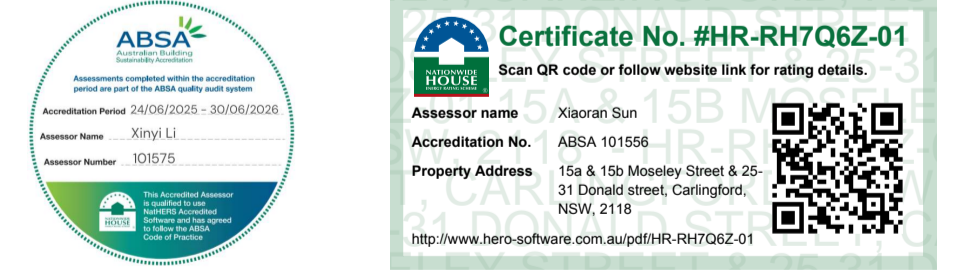 ABSA
Australian Building
Sustainability Accreditation
Assessments completed within the accreditation
period are part of the ABSA quality audit system
Accreditation Period 24/06/2025 – 30/06/2026
Assessor Name Xinyi Li
Assessor Number 101575
NATIONWIDE
HOUSE
This Accredited Assessor
is qualified to use
NatHERS Accredited
Software and has agreed
to follow the ABSA
Code of Practice
NATIONWIDE
HOUSE
ENERGY RATING SCHEME
®
Certificate No. #HR-RH7Q6Z-01
Scan QR code or follow website link for rating details.
Assessor name Xiaoran Sun
Accreditation No. ABSA 101556
Property Address 15a & 15b Moseley Street & 25-
31 Donald street, Carlingford,
NSW, 2118
http://www.hero-software.com.au/pdf/HR-RH7Q6Z-01